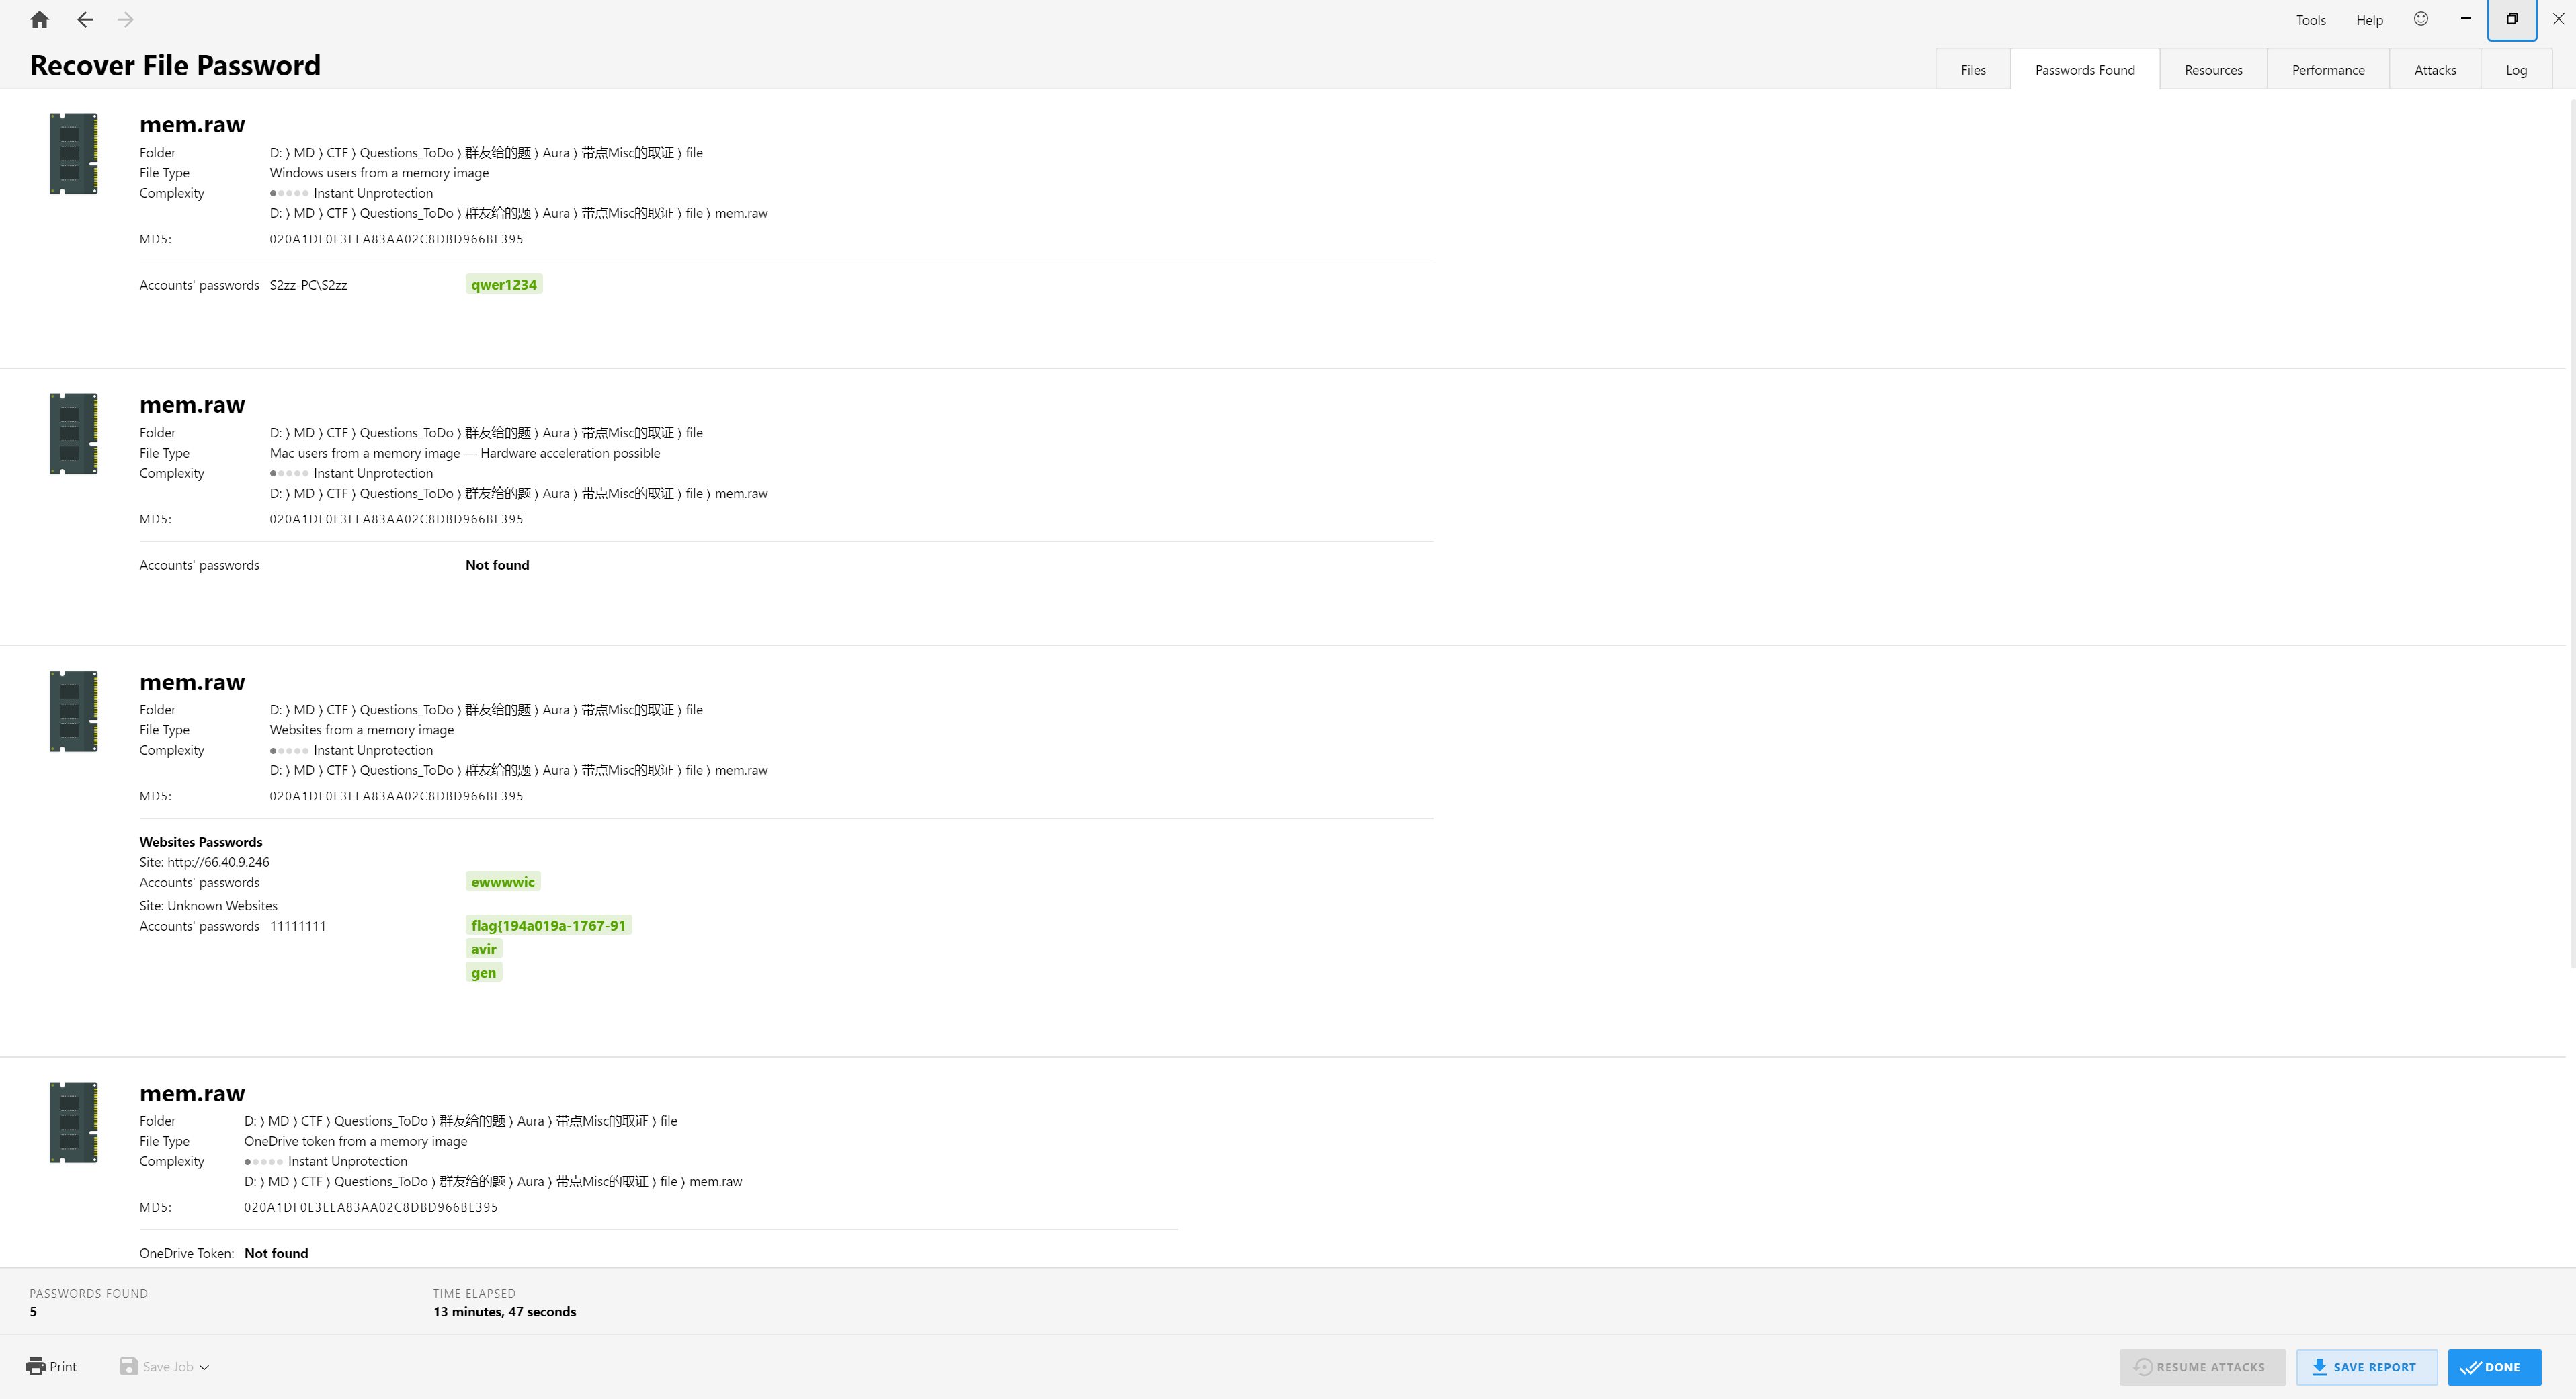 Tools Help
Recover File Password
Files Passwords Found Resources Performance Attacks Log
mem.raw
Folder D: ⟩ MD ⟩ CTF ⟩ Questions_ToDo ⟩ 群友给的题 ⟩ Aura ⟩ 带点Misc的取证 ⟩ file
File Type Windows users from a memory image
Complexity Instant Unprotection
D: ⟩ MD ⟩ CTF ⟩ Questions_ToDo ⟩ 群友给的题 ⟩ Aura ⟩ 带点Misc的取证 ⟩ file ⟩ mem.raw
MD5: 020A1DF0E3EEA83AA02C8DBD966BE395
Accounts' passwords S2zz-PC\S2zz qwer1234
mem.raw
Folder D: ⟩ MD ⟩ CTF ⟩ Questions_ToDo ⟩ 群友给的题 ⟩ Aura ⟩ 带点Misc的取证 ⟩ file
File Type Mac users from a memory image — Hardware acceleration possible
Complexity Instant Unprotection
D: ⟩ MD ⟩ CTF ⟩ Questions_ToDo ⟩ 群友给的题 ⟩ Aura ⟩ 带点Misc的取证 ⟩ file ⟩ mem.raw
MD5: 020A1DF0E3EEA83AA02C8DBD966BE395
Accounts' passwords Not found
mem.raw
Folder D: ⟩ MD ⟩ CTF ⟩ Questions_ToDo ⟩ 群友给的题 ⟩ Aura ⟩ 带点Misc的取证 ⟩ file
File Type Websites from a memory image
Complexity Instant Unprotection
D: ⟩ MD ⟩ CTF ⟩ Questions_ToDo ⟩ 群友给的题 ⟩ Aura ⟩ 带点Misc的取证 ⟩ file ⟩ mem.raw
MD5: 020A1DF0E3EEA83AA02C8DBD966BE395
Websites Passwords
Site: http://66.40.9.246
Accounts' passwords ewwwwic
Site: Unknown Websites
Accounts' passwords 11111111 flag{194a019a-1767-91
avir
gen
mem.raw
Folder D: ⟩ MD ⟩ CTF ⟩ Questions_ToDo ⟩ 群友给的题 ⟩ Aura ⟩ 带点Misc的取证 ⟩ file
File Type OneDrive token from a memory image
Complexity Instant Unprotection
D: ⟩ MD ⟩ CTF ⟩ Questions_ToDo ⟩ 群友给的题 ⟩ Aura ⟩ 带点Misc的取证 ⟩ file ⟩ mem.raw
MD5: 020A1DF0E3EEA83AA02C8DBD966BE395
OneDrive Token: Not found
PASSWORDS FOUND TIME ELAPSED
5 13 minutes, 47 seconds
Print Save Job RESUME ATTACKS SAVE REPORT DONE